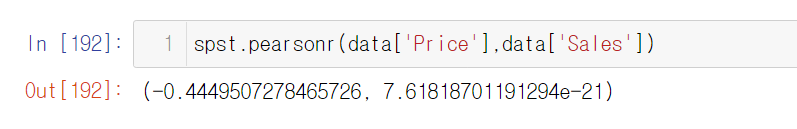 In [192]: 1 spst.pearsonr(data['Price'],data['Sales'])
Out[192]: (-0.4449507278465726, 7.61818701191294e-21)